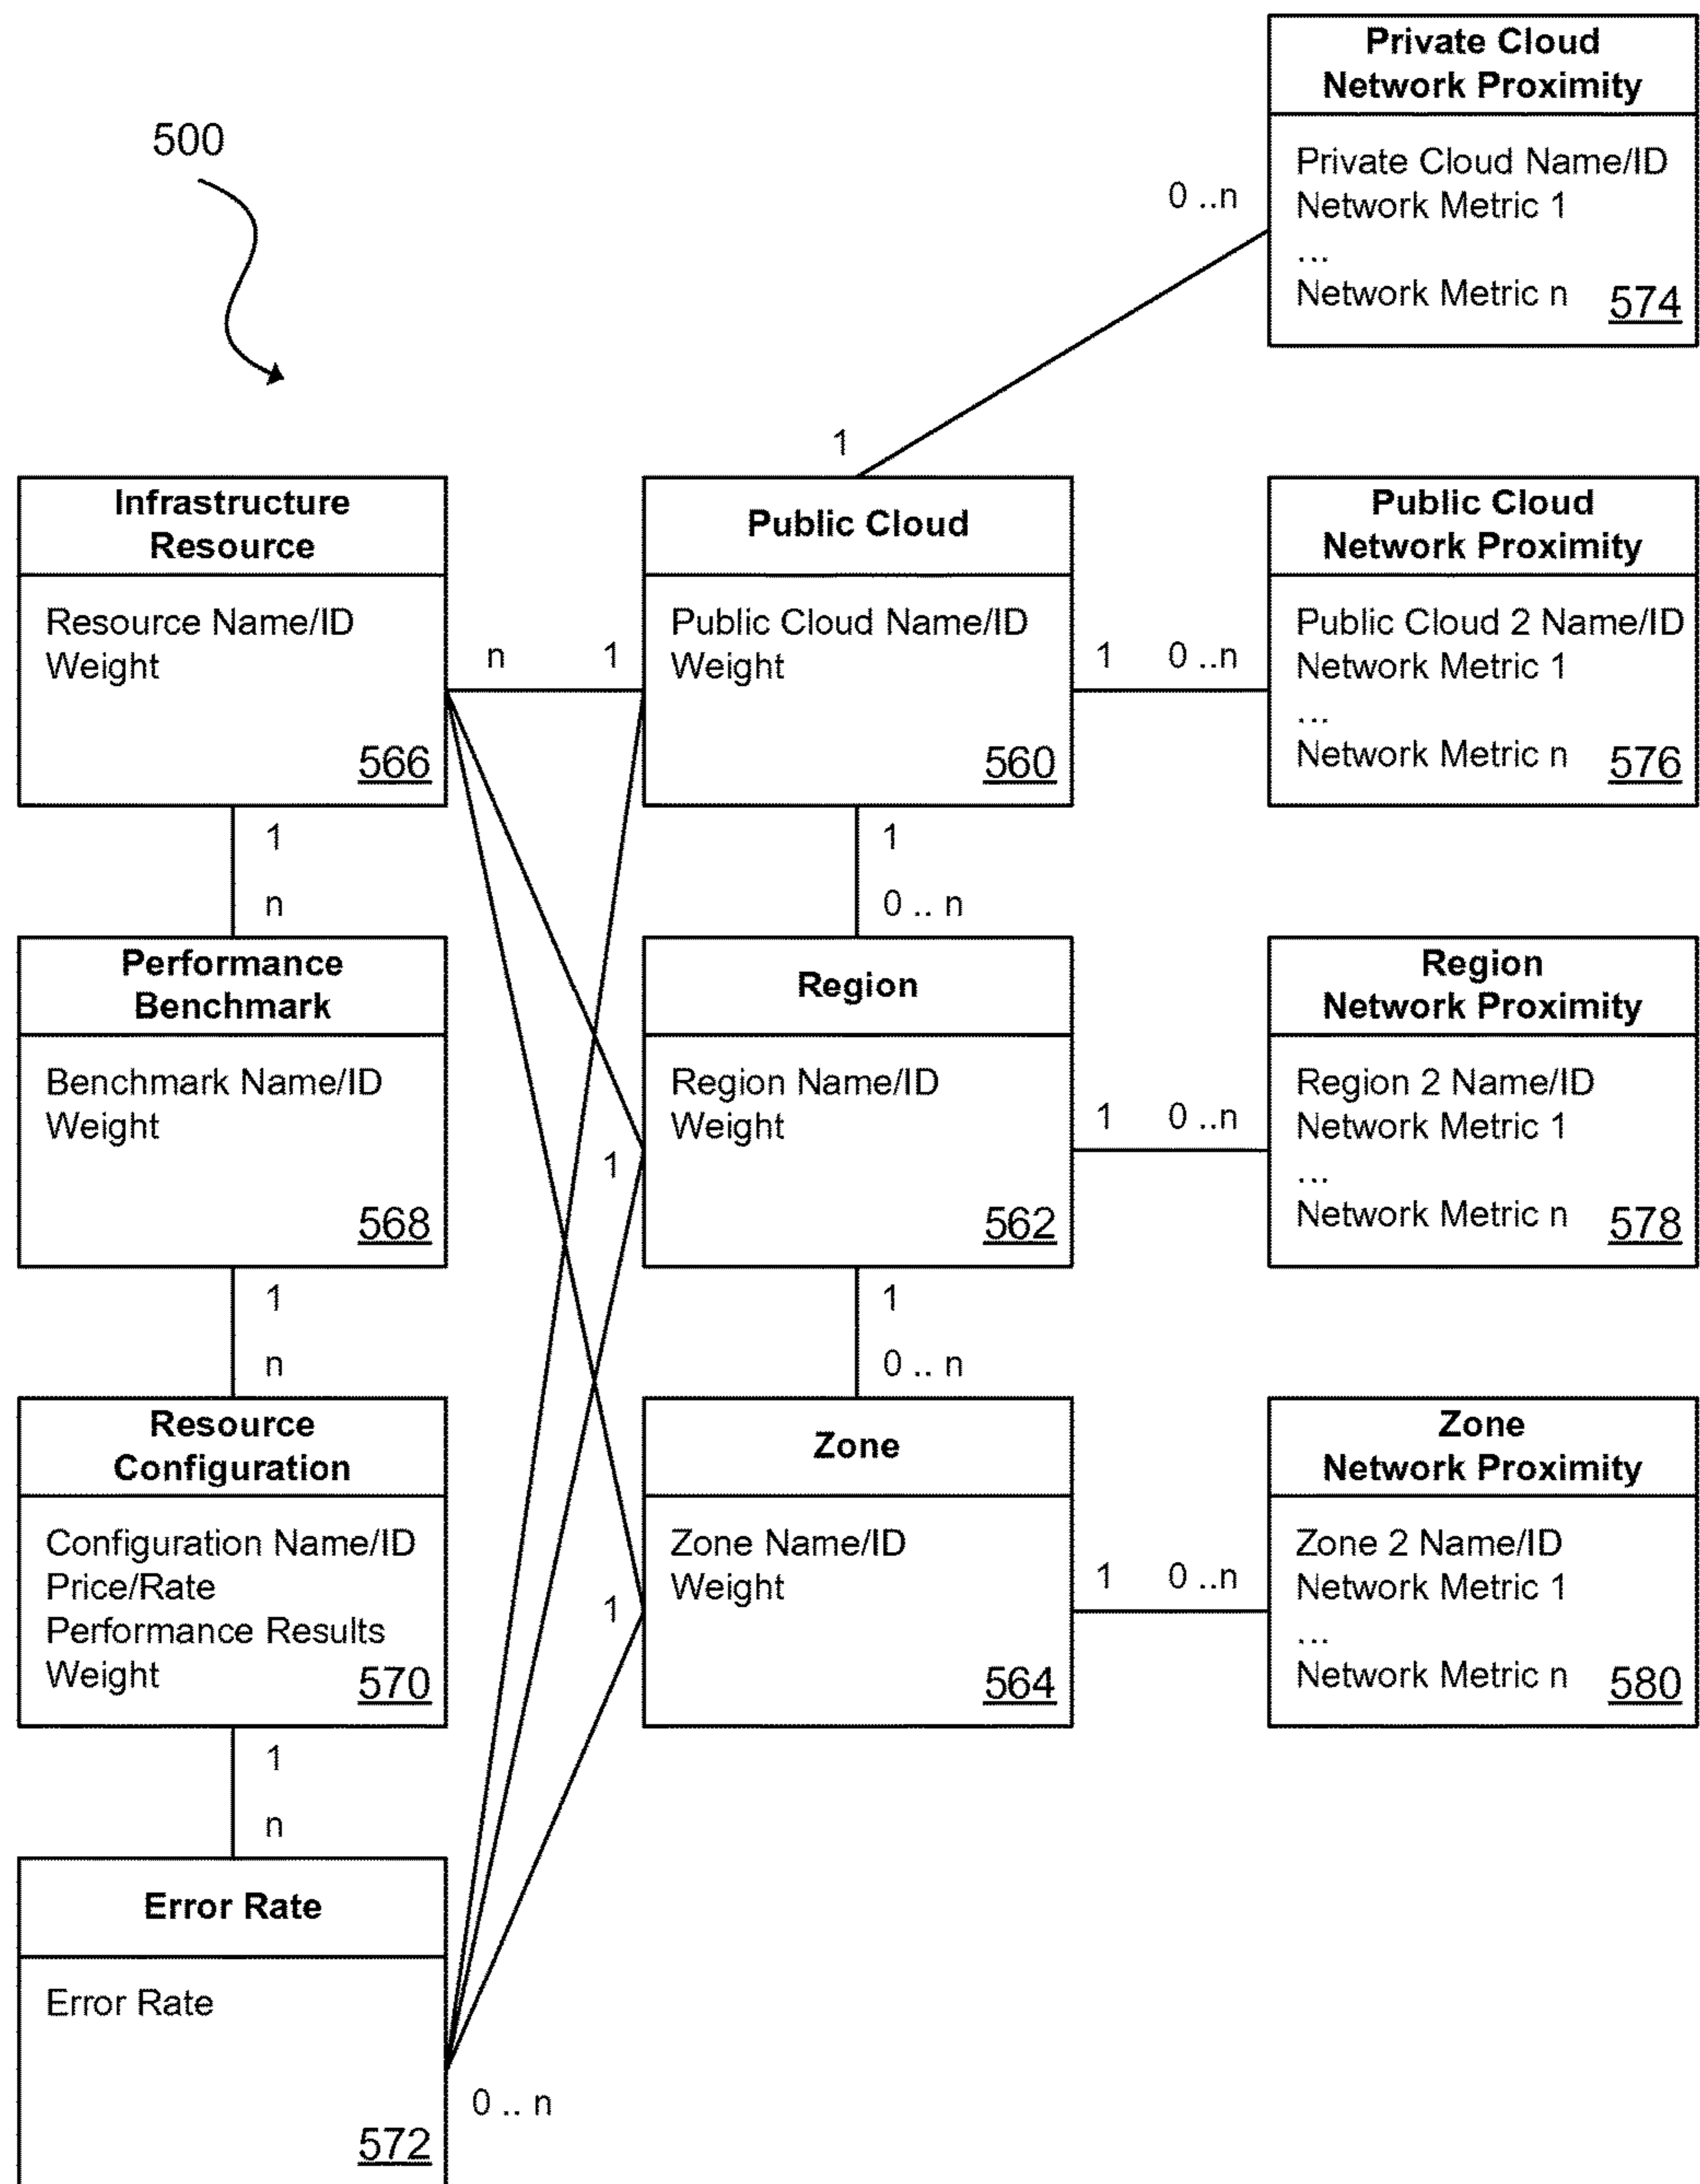 Private Cloud
Network Proximity
Private Cloud Name/ID
Network Metric 1
...
Network Metric n 574
500
0 ..n
1
Infrastructure
Resource
Resource Name/ID
Weight
566
n 1
Public Cloud
Public Cloud Name/ID
Weight
560
1 0 ..n
Public Cloud
Network Proximity
Public Cloud 2 Name/ID
Network Metric 1
...
Network Metric n 576
1
n
1
0 .. n
Performance
Benchmark
Benchmark Name/ID
Weight
568
1
Region
Region Name/ID
Weight
562
1 0 ..n
Region
Network Proximity
Region 2 Name/ID
Network Metric 1
...
Network Metric n 578
1
n
1
0 .. n
Resource
Configuration
Configuration Name/ID
Price/Rate
Performance Results
Weight 570
1
Zone
Zone Name/ID
Weight
564
1 0 ..n
Zone
Network Proximity
Zone 2 Name/ID
Network Metric 1
...
Network Metric n 580
1
n
Error Rate
Error Rate
572
0 .. n